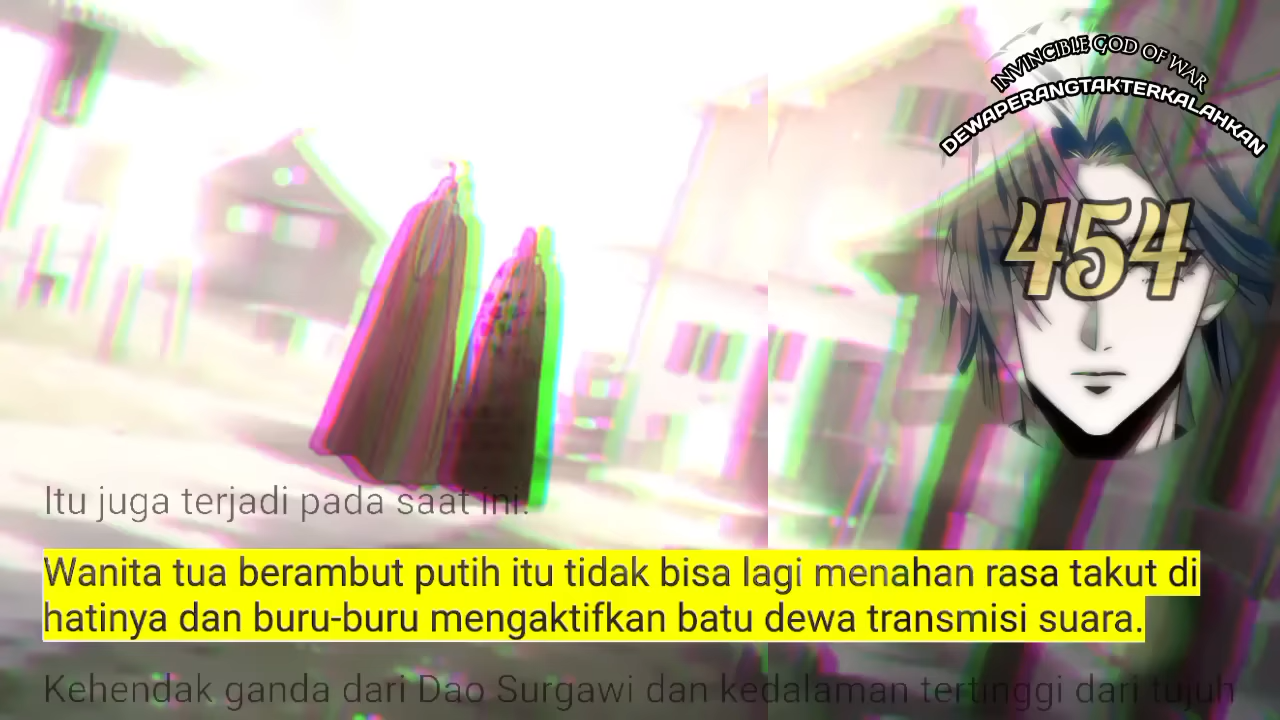 INVINCIBLE GOD OF WAR
DEWAPERANGTAKTERKALAHKAN
454
Itu juga terjadi pada saat ini.
Wanita tua berambut putih itu tidak bisa lagi menahan rasa takut di
hatinya dan buru-buru mengaktifkan batu dewa transmisi suara.
Kehendak ganda dari Dao Surgawi dan kedalaman tertinggi dari tujuh